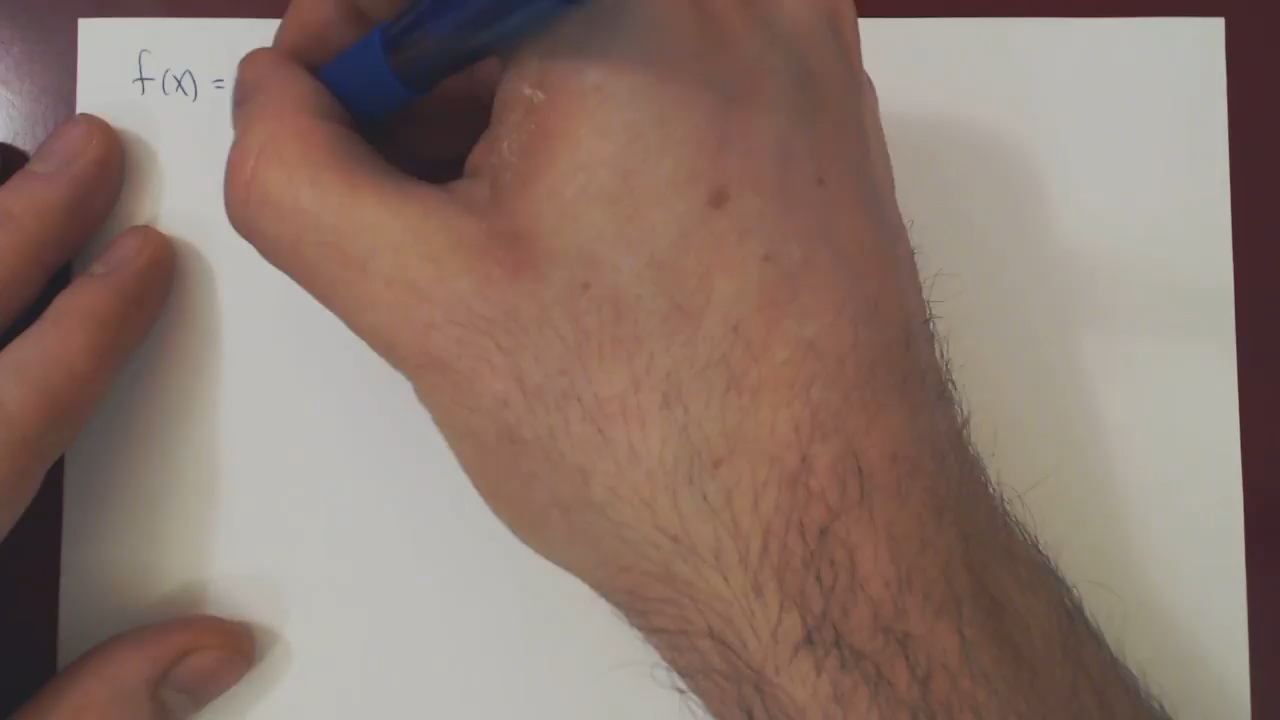 f(x) =